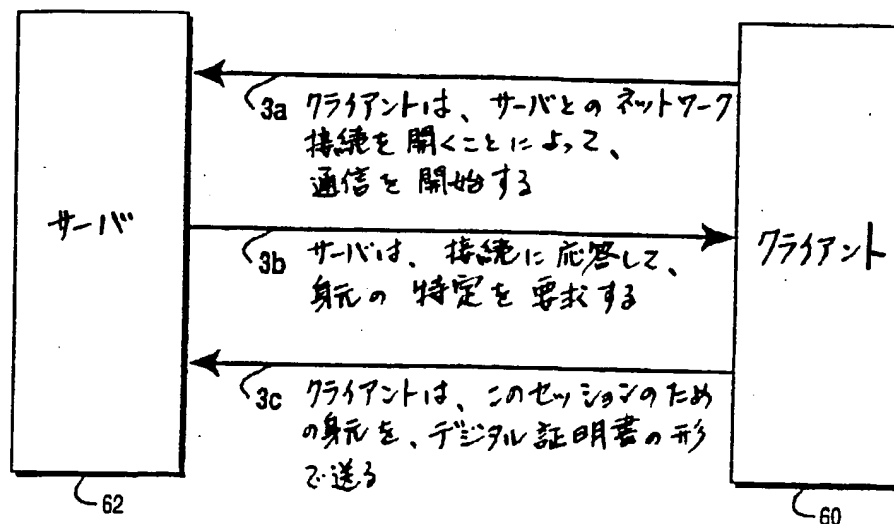 3a クライアントは、サーバとの ネットワーク
接続を 開くことによって、
通信を 開始する
サーバ
クライアント
3b サーバは、接続に応答して、
身元の 特定を 要求する
3c クライアントは、このセッションのため
の身元を、デジタル証明書の形
で送る
62
60